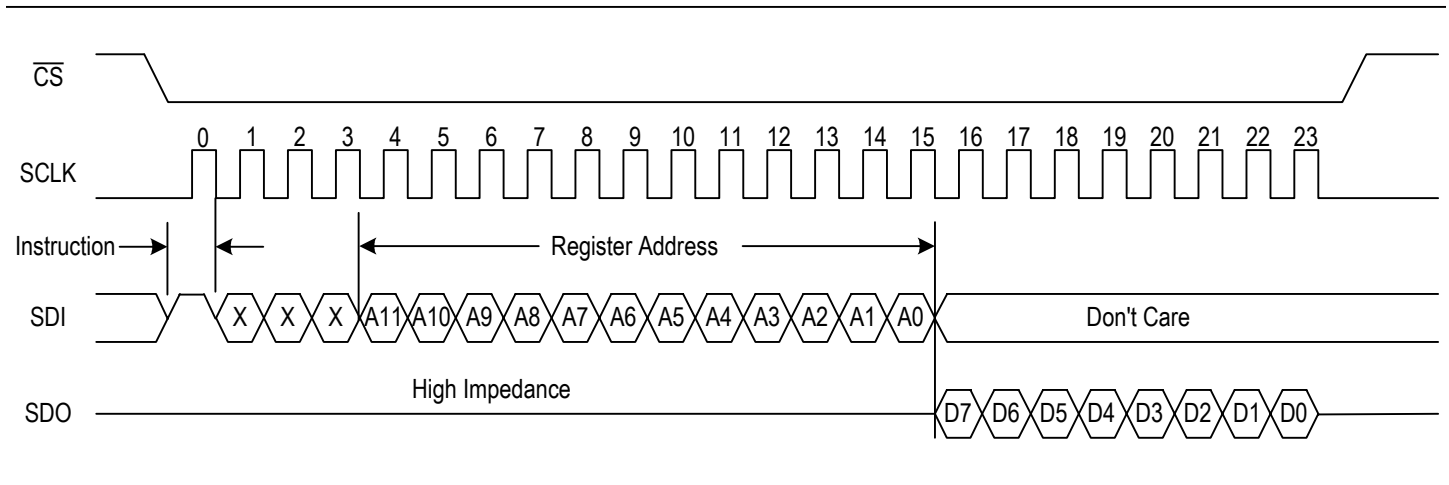 CS
0 1 2 3 4 5 6 7 8 9 10 11 12 13 14 15 16 17 18 19 20 21 22 23
SCLK
Instruction Register Address
SDI X X X A11 A10 A9 A8 A7 A6 A5 A4 A3 A2 A1 A0 Don't Care
High Impedance
SDO D7 D6 D5 D4 D3 D2 D1 D0